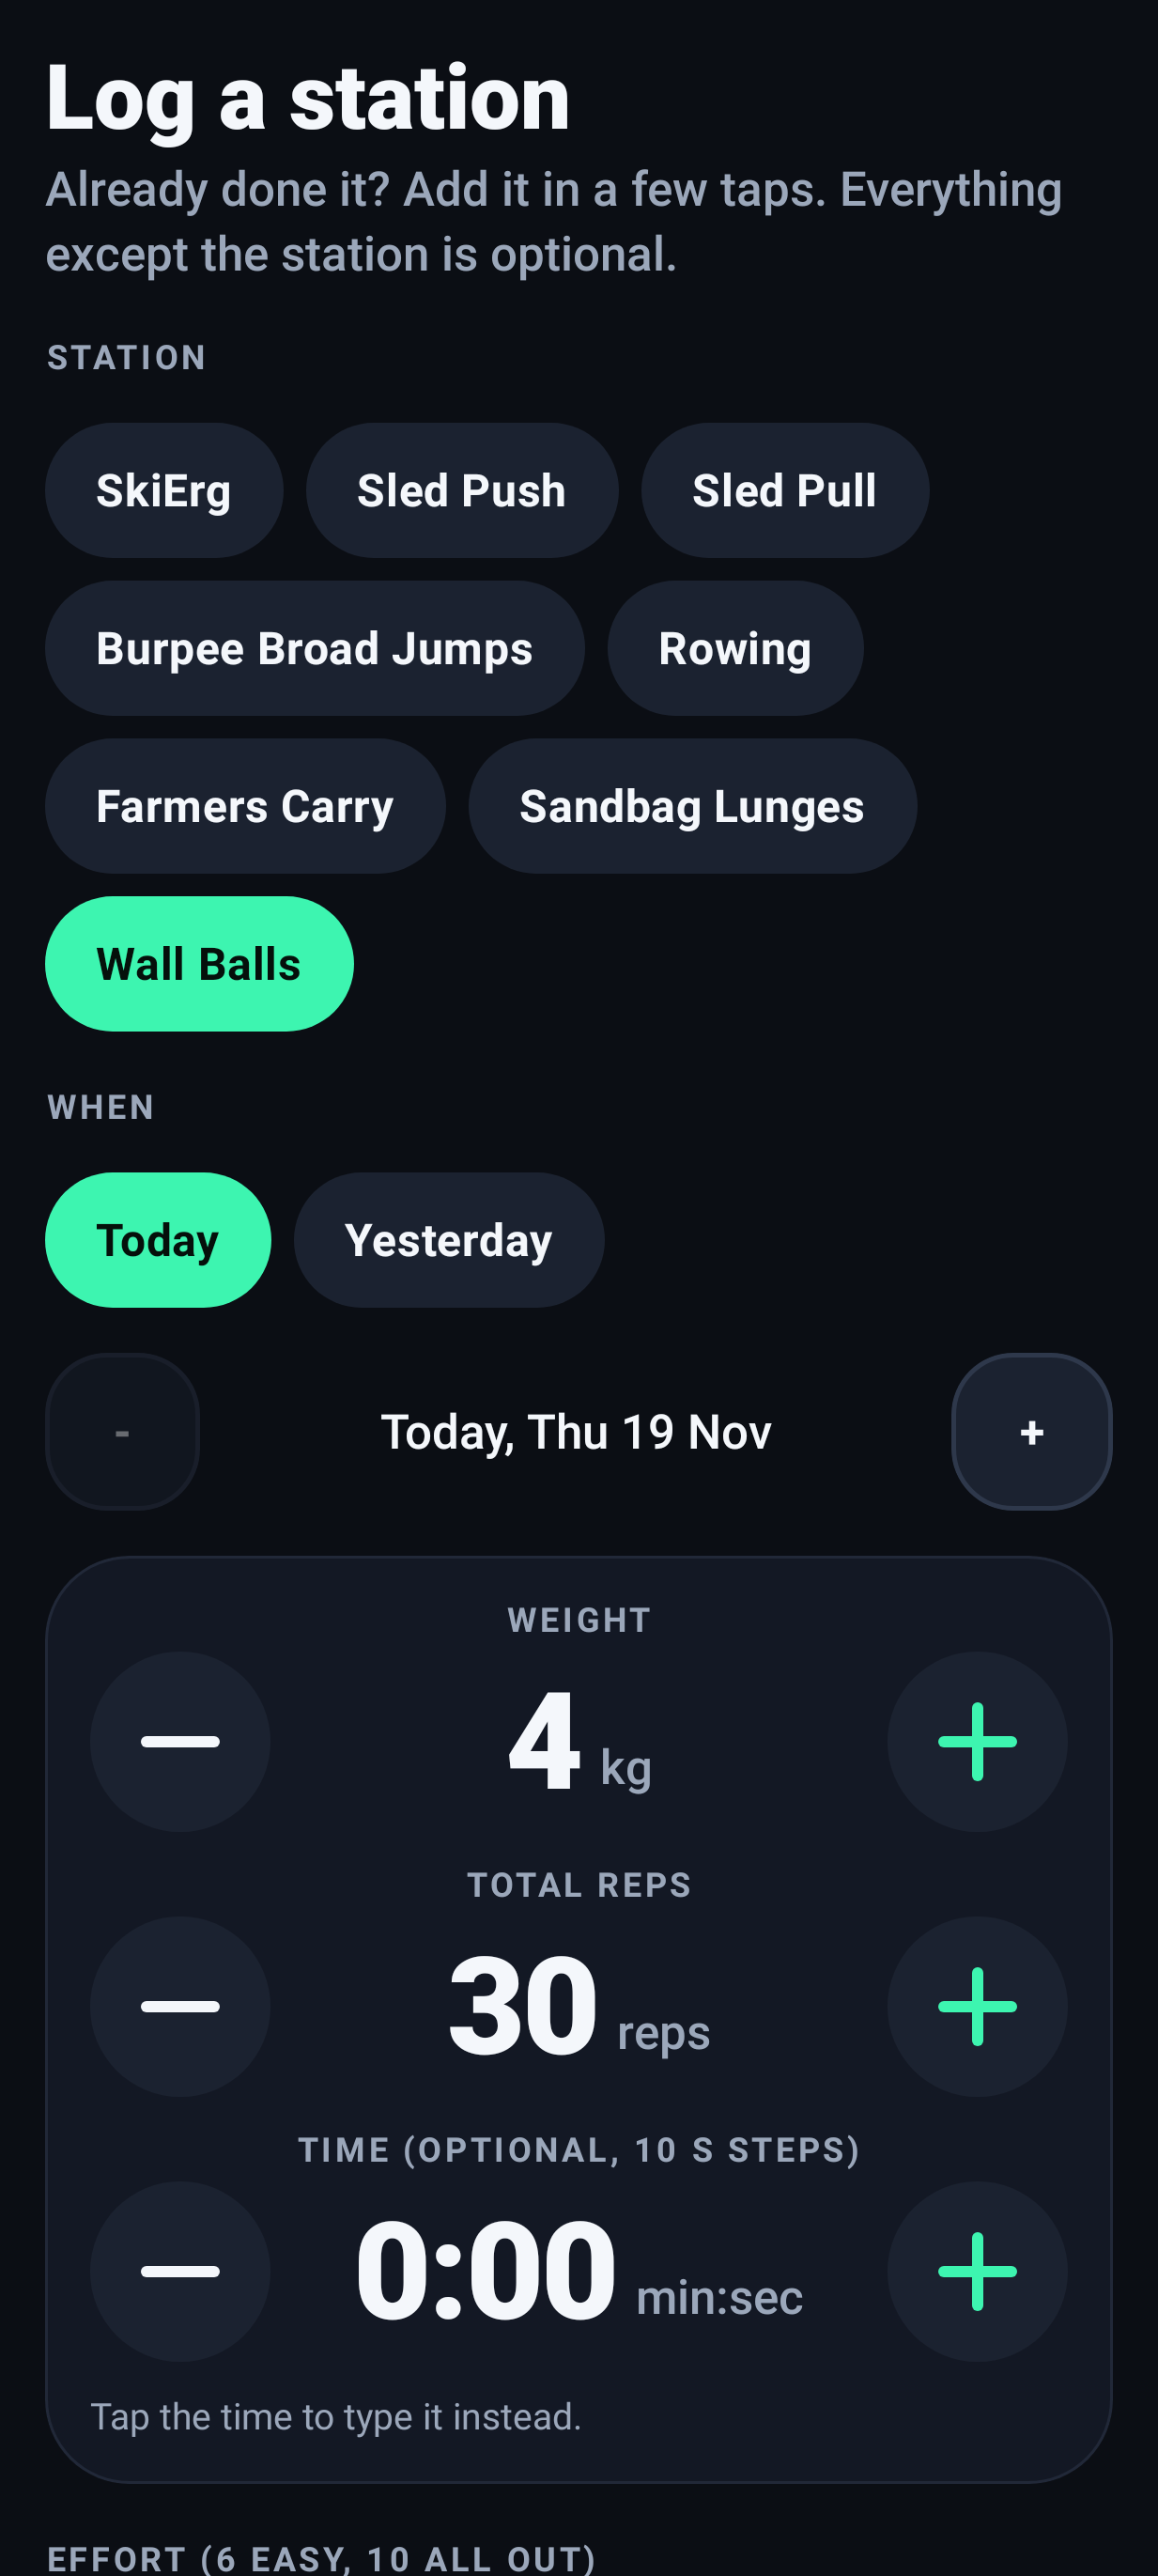 Log a station
Already done it? Add it in a few taps. Everything
except the station is optional.
STATION
SkiErg
Sled Push
Sled Pull
Burpee Broad Jumps
Rowing
Farmers Carry
Sandbag Lunges
Wall Balls
WHEN
Today
Yesterday
-
Today, Thu 19 Nov
+
WEIGHT
4 kg
TOTAL REPS
30 reps
TIME (OPTIONAL, 10 S STEPS)
0:00 min:sec
Tap the time to type it instead.
EFFORT (6 EASY, 10 ALL OUT)